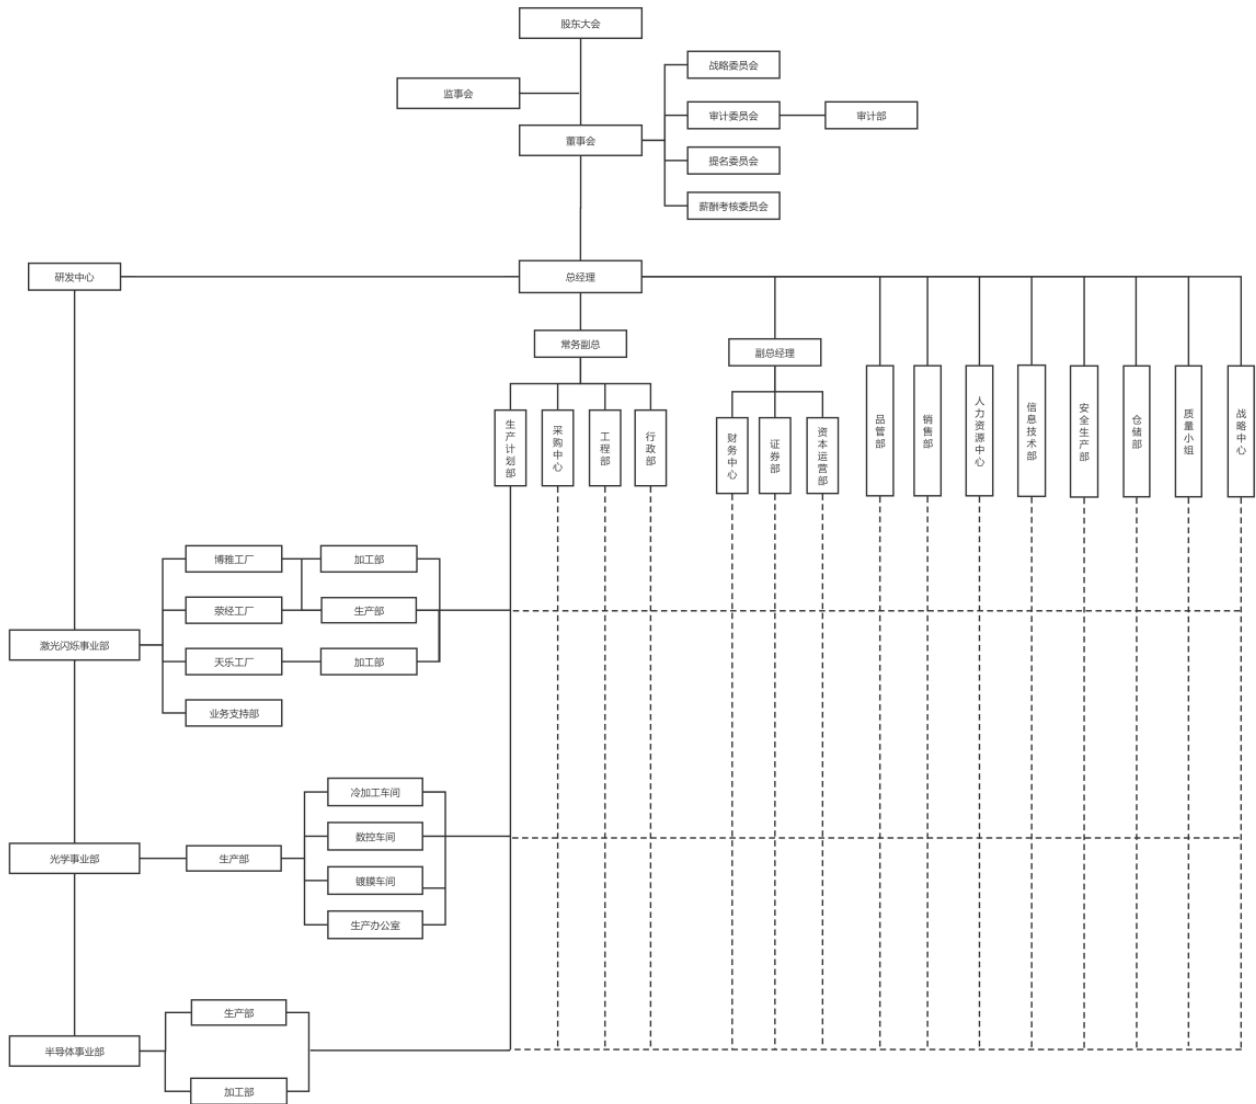 股东大会
战略委员会
监事会
审计委员会
审计部
董事会
提名委员会
薪酬考核委员会
研发中心
总经理
常务副总
副总经理
生产计划部
采购中心
工程部
行政部
财务中心
证券部
资本运营部
品管部
销售部
人力资源中心
信息技术部
安全生产部
仓储部
质量小组
战略中心
博雅工厂
加工部
荥经工厂
生产部
激光闪烁事业部
天乐工厂
加工部
业务支持部
冷加工车间
数控车间
光学事业部
生产部
镀膜车间
生产办公室
生产部
半导体事业部
加工部